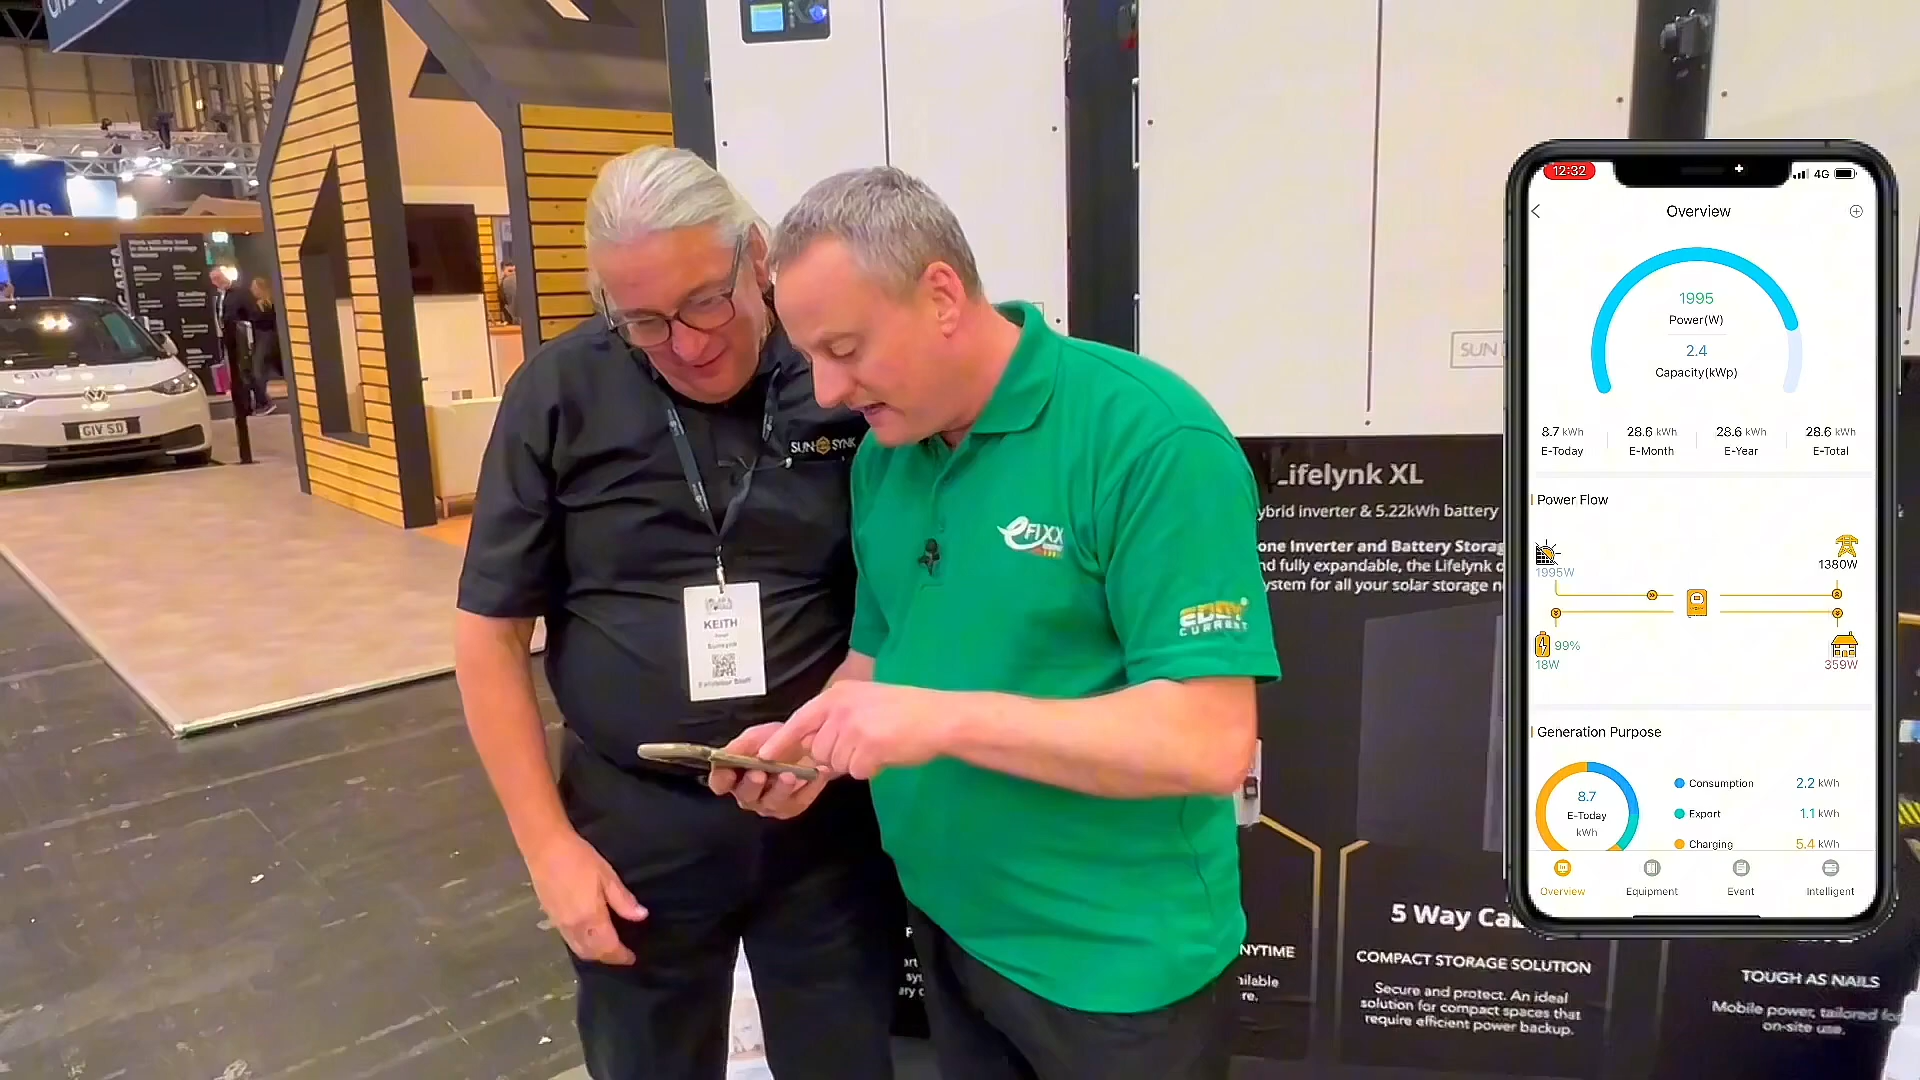 ells
GIV SD
SUN SYNK
KEITH
Sunsynk
Exhibitor Staff
eFIXX
EDDY
CURRENT
SUN
Lifelynk XL
ybrid inverter & 5.22kWh battery
one Inverter and Battery Storag
nd fully expandable, the Lifelynk
ystem for all your solar storage
5 Way Ca
COMPACT STORAGE SOLUTION
Secure and protect. An ideal
solution for compact spaces that
require efficient power backup.
NYTIME
ailable
re.
TOUGH AS NAILS
Mobile power, tailored for
on-site use.
12:32
4G
Overview
1995
Power(W)
2.4
Capacity(kWp)
8.7 kWh
28.6 kWh
28.6 kWh
28.6 kWh
E-Today
E-Month
E-Year
E-Total
Power Flow
1995W
1380W
99%
18W
359W
Generation Purpose
8.7
E-Today
kWh
Consumption 2.2 kWh
Export 1.1 kWh
Charging 5.4 kWh
Overview
Equipment
Event
Intelligent